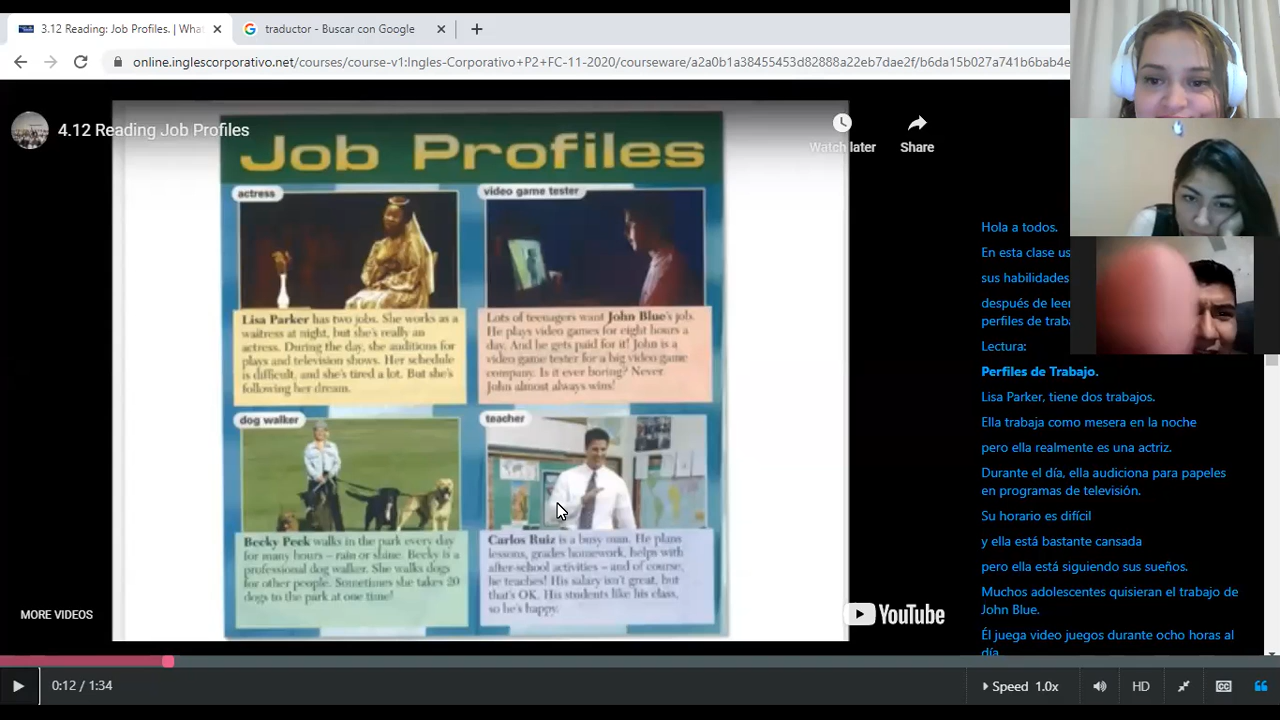 3.12 Reading: Job Profiles. | Wha
traductor - Buscar con Google
online.inglescorporativo.net/courses/course-v1:Ingles-Corporativo+P2+FC-11-2020/courseware/a2a0b1a38455453d82888a22eb7dae2f/b6da15b027a741b6bab4e
4.12 Reading Job Profiles
Watch later
Share
Job Profiles
actress
video game tester
Lisa Parker has two jobs. She works as a
waitress at night, but she's really an
actress. During the day, she auditions for
plays and television shows. Her schedule
is difficult, and she's tired a lot. But she's
following her dream.
Lots of teenagers want John Blue's job.
He plays video games for eight hours a
day. And he gets paid for it! John is a
video game tester for a big video game
company. Is it ever boring? Never.
John almost always wins!
dog walker
teacher
Becky Peck walks in the park every day
for many hours – rain or shine. Becky is a
professional dog walker. She walks dogs
for other people. Sometimes she takes 20
dogs to the park at one time!
Carlos Ruiz is a busy man. He plans
lessons, grades homework, helps with
after-school activities – and of course,
he teaches! His salary isn't great, but
that's OK. His students like his class,
so he's happy.
MORE VIDEOS
YouTube
Hola a todos.
En esta clase us
sus habilidades
después de leer
perfiles de traba
Lectura:
Perfiles de Trabajo.
Lisa Parker, tiene dos trabajos.
Ella trabaja como mesera en la noche
pero ella realmente es una actriz.
Durante el día, ella audiciona para papeles
en programas de televisión.
Su horario es difícil
y ella está bastante cansada
pero ella está siguiendo sus sueños.
Muchos adolescentes quisieran el trabajo de
John Blue.
Él juega video juegos durante ocho horas al
día
0:12 / 1:34
Speed 1.0x
HD
CC